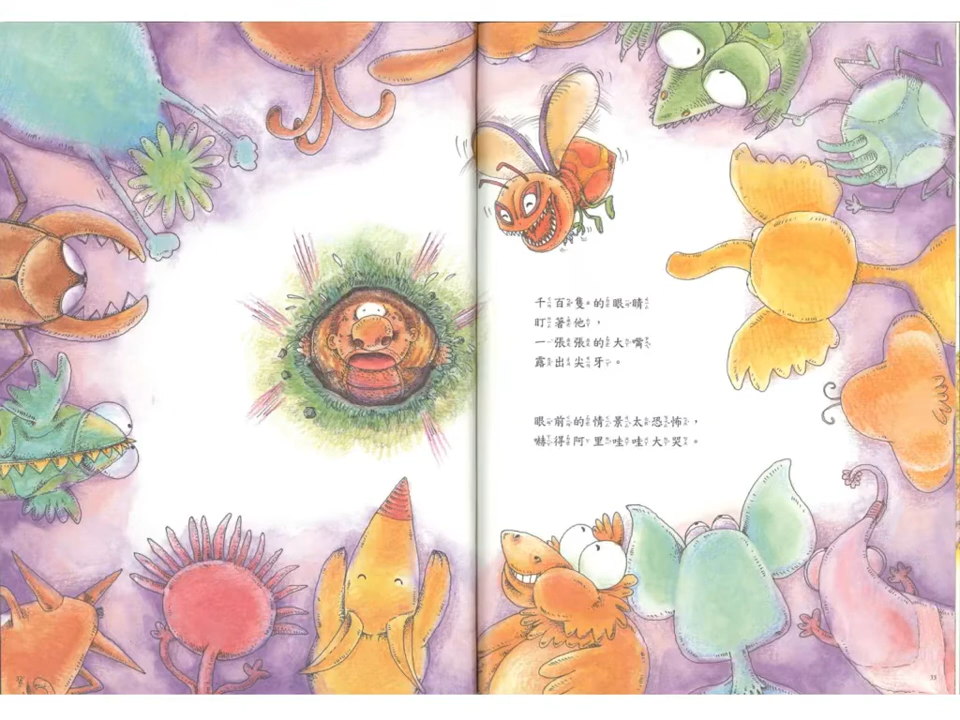 千百隻的眼睛
盯著他，
一張張的大嘴
露出尖牙。
眼前的情景太恐怖，
嚇得阿里哇哇大哭。
33